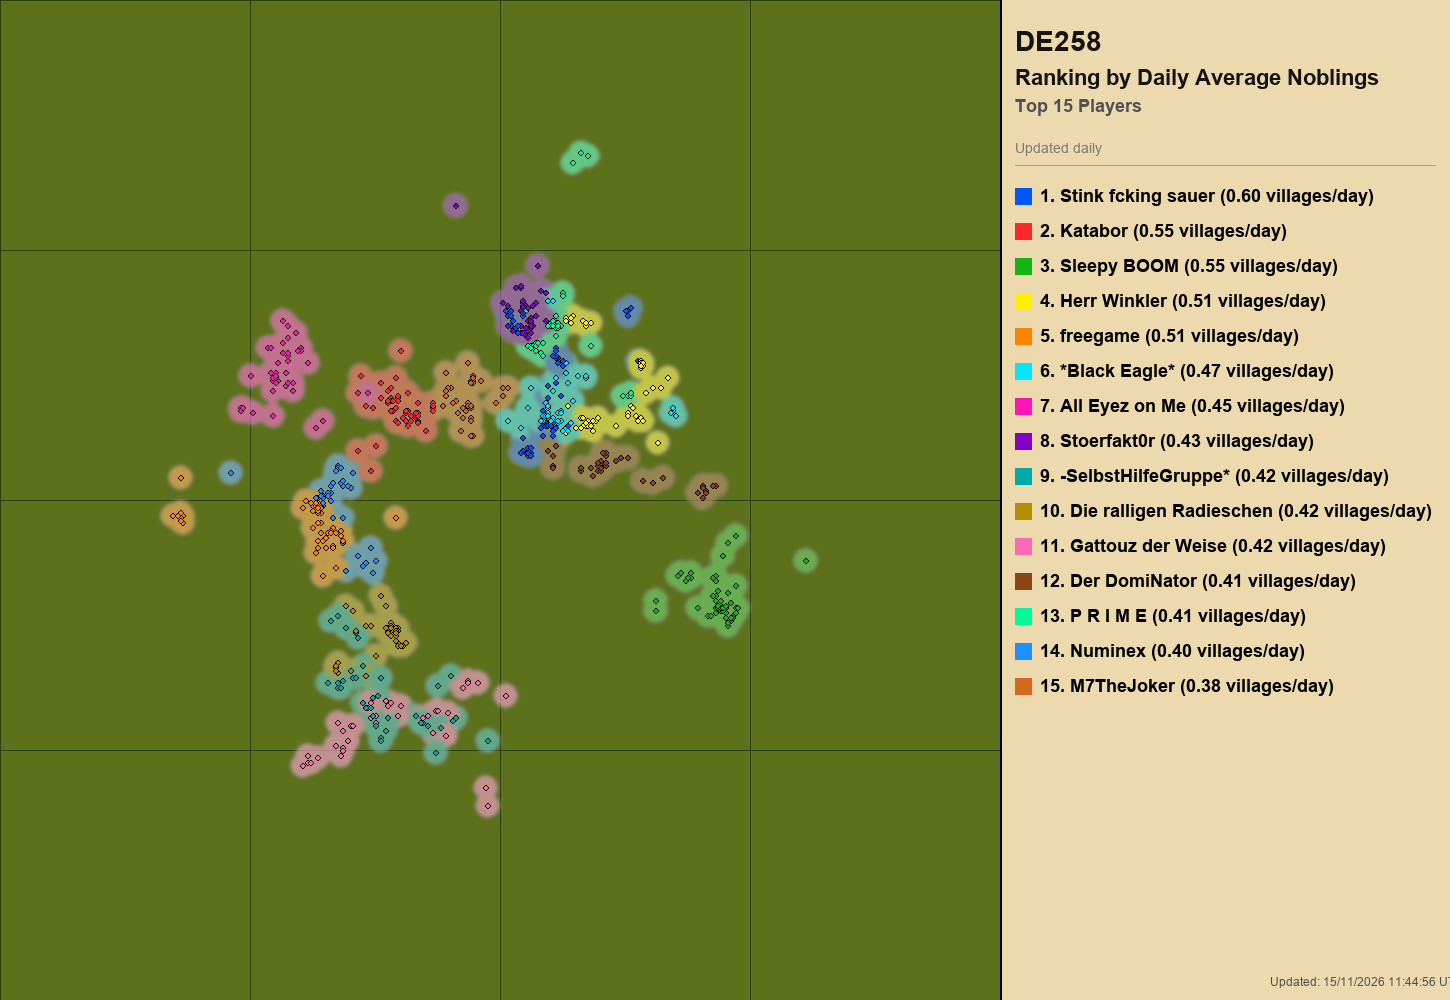 DE258
Ranking by Daily Average Noblings
Top 15 Players
Updated daily
1. Stink fcking sauer (0.60 villages/day)
2. Katabor (0.55 villages/day)
3. Sleepy BOOM (0.55 villages/day)
4. Herr Winkler (0.51 villages/day)
5. freegame (0.51 villages/day)
6. *Black Eagle* (0.47 villages/day)
7. All Eyez on Me (0.45 villages/day)
8. Stoerfakt0r (0.43 villages/day)
9. -SelbstHilfeGruppe* (0.42 villages/day)
10. Die ralligen Radieschen (0.42 villages/day)
11. Gattouz der Weise (0.42 villages/day)
12. Der DomiNator (0.41 villages/day)
13. P R I M E (0.41 villages/day)
14. Numinex (0.40 villages/day)
15. M7TheJoker (0.38 villages/day)
Updated: 15/11/2026 11:44:56